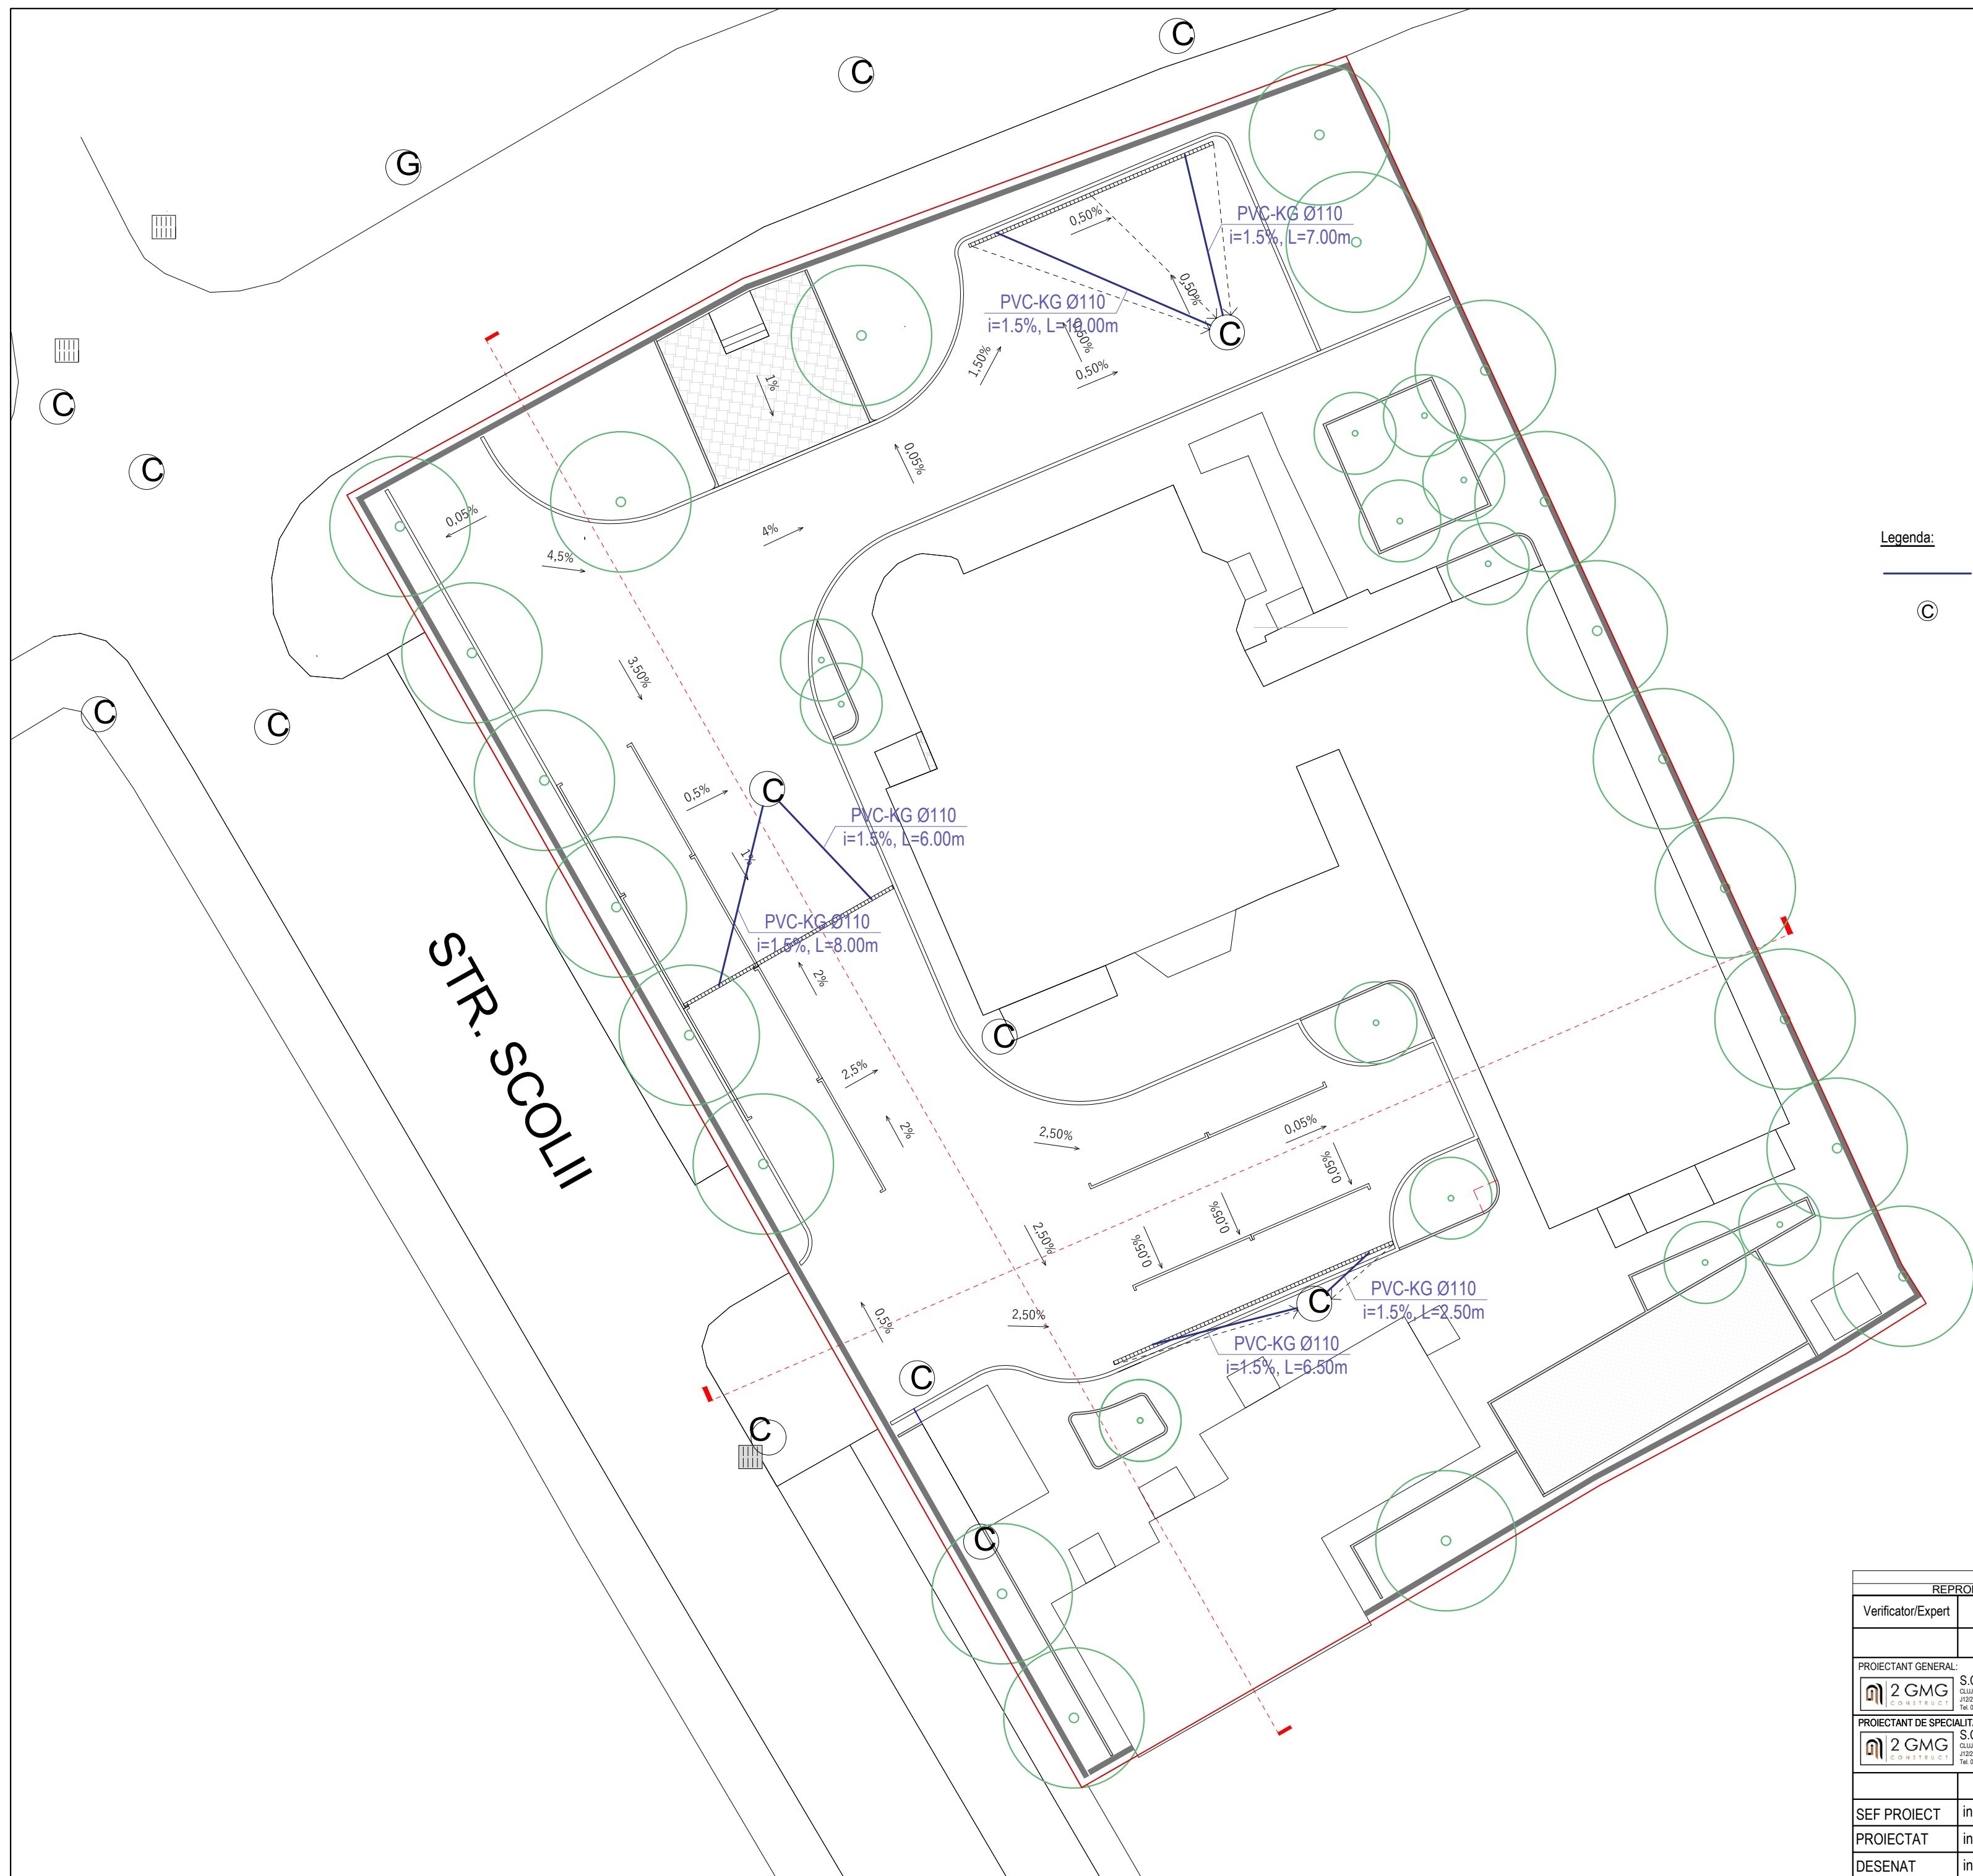 C
C
G
PVC-KG Ø110
i=1.5%, L=7.00m
0,50%
0,50%
PVC-KG Ø110
i=1.5%, L=10.00m
C
0,50%
1,50%
0,50%
1%
C
C
0,05%
0,05%
4%
4,5%
Legenda:
C
3,50%
C
C
0,5%
C
PVC-KG Ø110
i=1.5%, L=6.00m
1%
PVC-KG Ø110
i=1.5%, L=8.00m
STR. SCOLII
2%
C
2,5%
2%
2,50%
0,05%
0,05%
0,05%
0,05%
2,50%
PVC-KG Ø110
i=1.5%, L=2.50m
C
0,5%
2,50%
PVC-KG Ø110
i=1.5%, L=6.50m
C
C
C
Verificator/Expert
PROIECTANT GENERAL:
2 GMG
CONSTRUCT
2 GMG
CONSTRUCT
SEF PROIECT
PROIECTAT
DESENAT